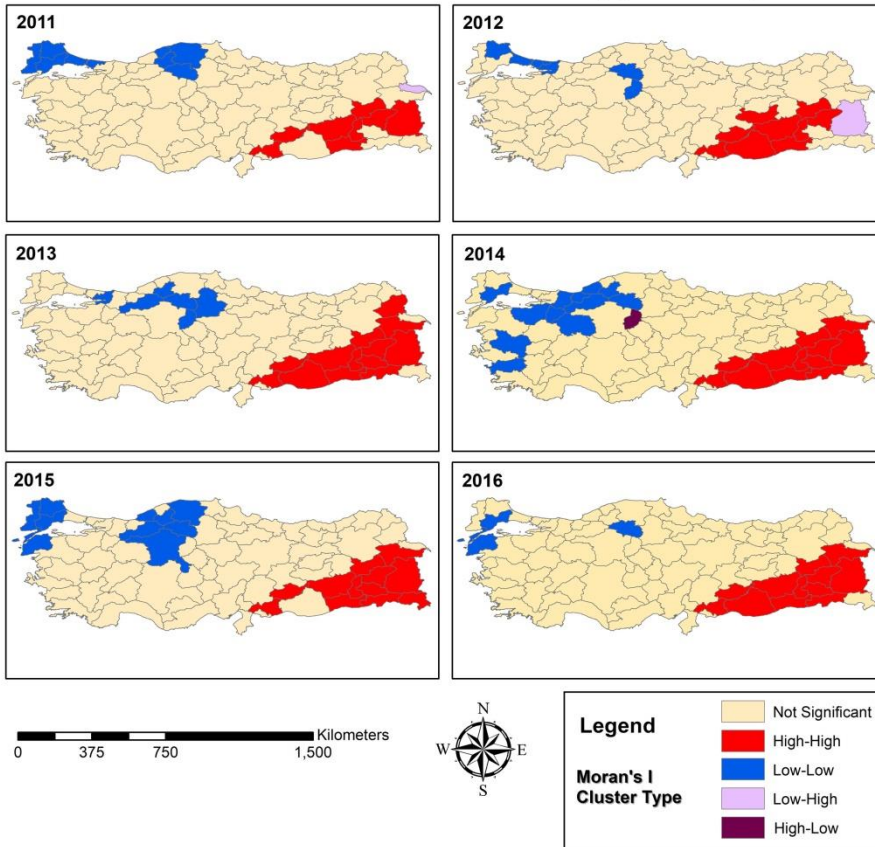 2011
2012
2013
2014
2015
2016
Kilometers
0 375 750 1,500
N
W E
S
Legend
Moran's I
Cluster Type
Not Significant
High-High
Low-Low
Low-High
High-Low